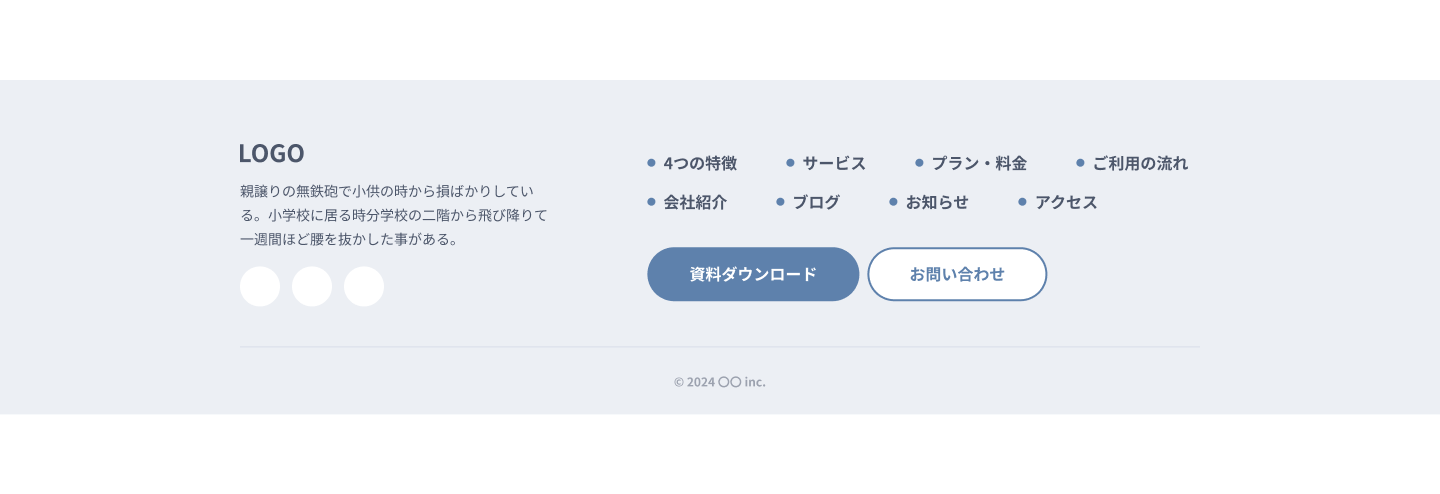 LOGO
親譲りの無鉄砲で小供の時から損ばかりしてい
る。小学校に居る時分学校の二階から飛び降りて
一週間ほど腰を抜かした事がある。
4つの特徴 サービス プラン・料金 ご利用の流れ
会社紹介 ブログ お知らせ アクセス
資料ダウンロード お問い合わせ
© 2024 〇〇 inc.